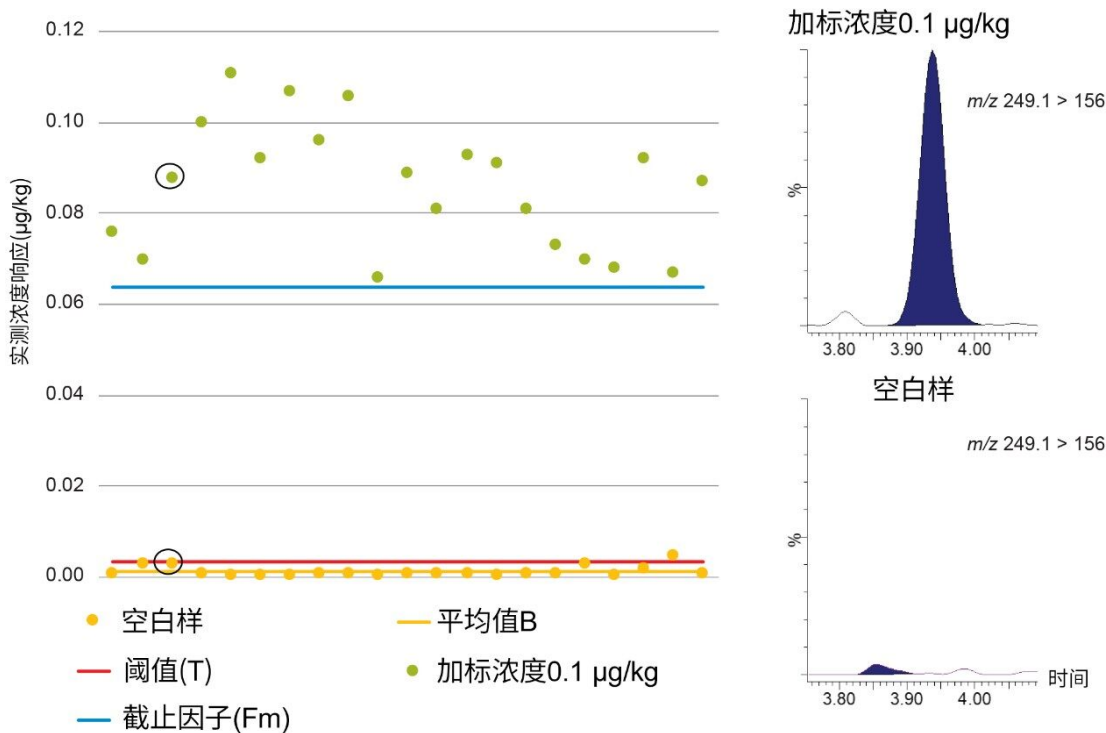 实测浓度响应(µg/kg)
0.12
0.10
0.08
0.06
0.04
0.02
0.00
空白样
平均值B
阈值(T)
加标浓度0.1 µg/kg
截止因子(Fm)
加标浓度0.1 µg/kg
m/z 249.1 > 156
%
3.80 3.90 4.00
空白样
m/z 249.1 > 156
%
3.80 3.90 4.00
时间